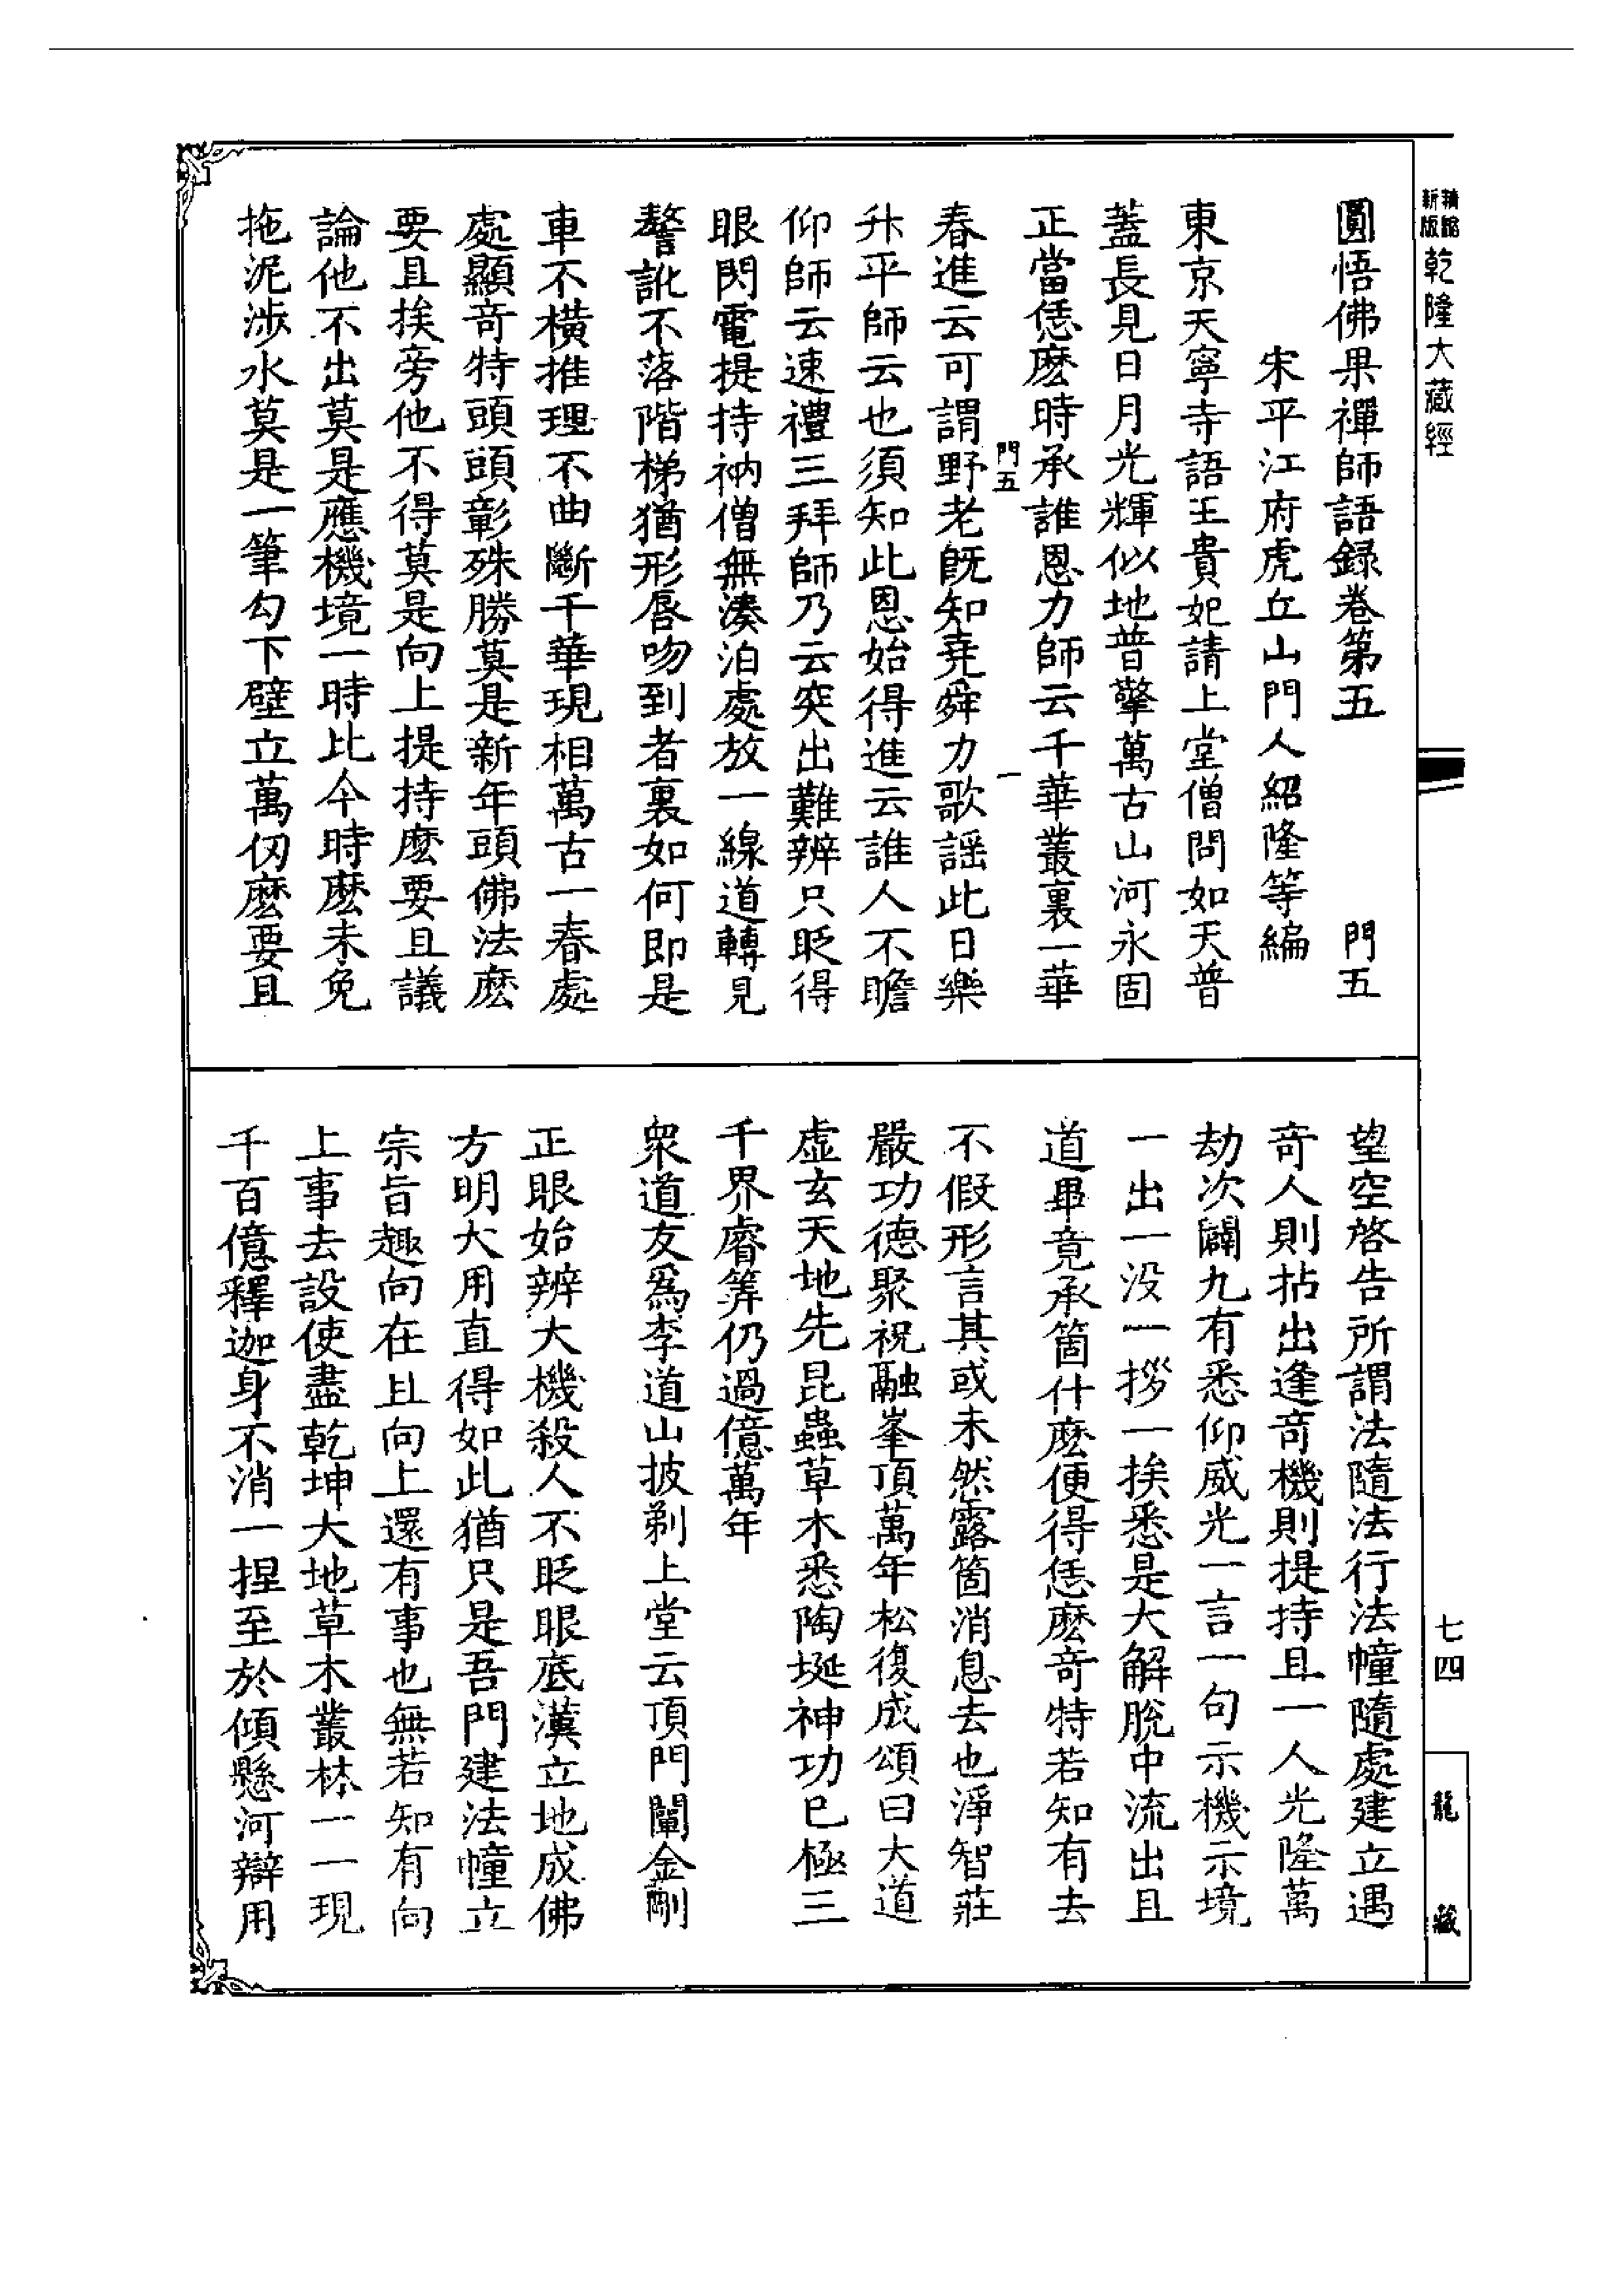 新版
精縮
乾隆大藏經
圓悟佛果禪師語録卷第五 門五
宋平江府虎丘山門人紹隆等編
東京天寧寺語王貴妃請上堂僧問如天普
蓋長見日月光輝似地普擎萬古山河永固
正當恁麽時承誰恩力師云千華叢裏一華
門五 一
春進云可謂野老既知堯舜力歌謡此日樂
升平師云也須知此恩始得進云誰人不瞻
仰師云速禮三拜師乃云突出難辨只眨得
眼閃電提持衲僧無湊泊處放一線道轉見
謷訛不落階梯猶形唇吻到者裏如何即是
車不橫推理不曲斷千華現相萬古一春處
處顯奇特頭頭彰殊勝莫是新年頭佛法麽
要且挨旁他不得莫是向上提持麽要且議
論他不出莫是應機境一時比今時麽未免
拖泥涉水莫是一筆勾下壁立萬仞麽要且
望空啓告所謂法隨法行法幢隨處建立遇
奇人則拈出逢奇機則提持且一人光隆萬
劫次闢九有悉仰威光一言一句示機示境
一出一没一拶一挨悉是大解脱中流出且
道畢竟承箇什麽便得恁麽奇特若知有去
不假形言其或未然露箇消息去也淨智莊
嚴功德聚祝融峯頂萬年松復成頌曰大道
虛玄天地先昆蟲草木悉陶埏神功已極三
千界睿筭仍過億萬年
衆道友爲李道山披剃上堂云頂門闡金剛
正眼始辨大機殺人不眨眼底漢立地成佛
方明大用直得如此猶只是吾門建法幢立
宗旨趣向在且向上還有事也無若知有向
上事去設使盡乾坤大地草木叢林一一現
千百億釋迦身不消一捏至於傾懸河辯用
七四
龍藏